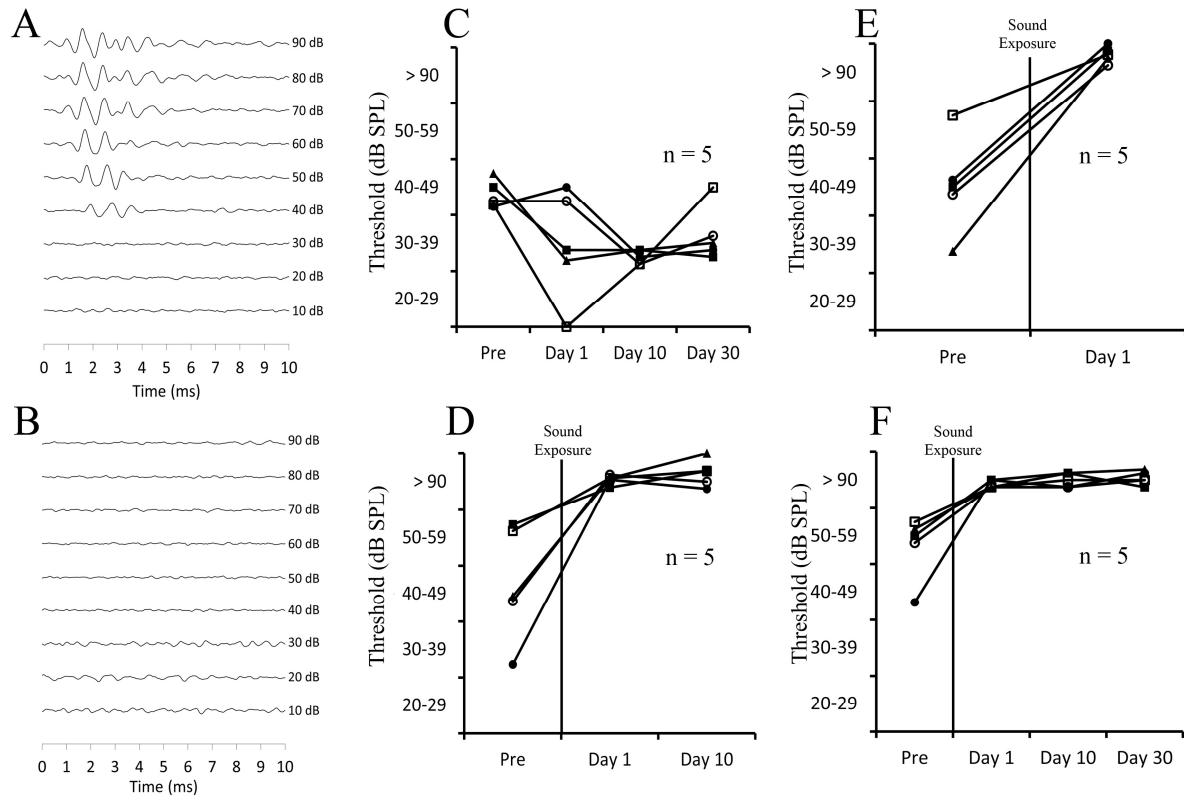 A
90 dB
80 dB
70 dB
60 dB
50 dB
40 dB
30 dB
20 dB
10 dB
0 1 2 3 4 5 6 7 8 9 10
Time (ms)
B
90 dB
80 dB
70 dB
60 dB
50 dB
40 dB
30 dB
20 dB
10 dB
0 1 2 3 4 5 6 7 8 9 10
Time (ms)
C
Threshold (dB SPL)
> 90
50-59
40-49
30-39
20-29
n = 5
Pre Day 1 Day 10 Day 30
D
Sound
Exposure
Threshold (dB SPL)
> 90
50-59
40-49
30-39
20-29
n = 5
Pre Day 1 Day 10
E
Sound
Exposure
Threshold (dB SPL)
> 90
50-59
40-49
30-39
20-29
n = 5
Pre Day 1
F
Sound
Exposure
Threshold (dB SPL)
> 90
50-59
40-49
30-39
20-29
n = 5
Pre Day 1 Day 10 Day 30